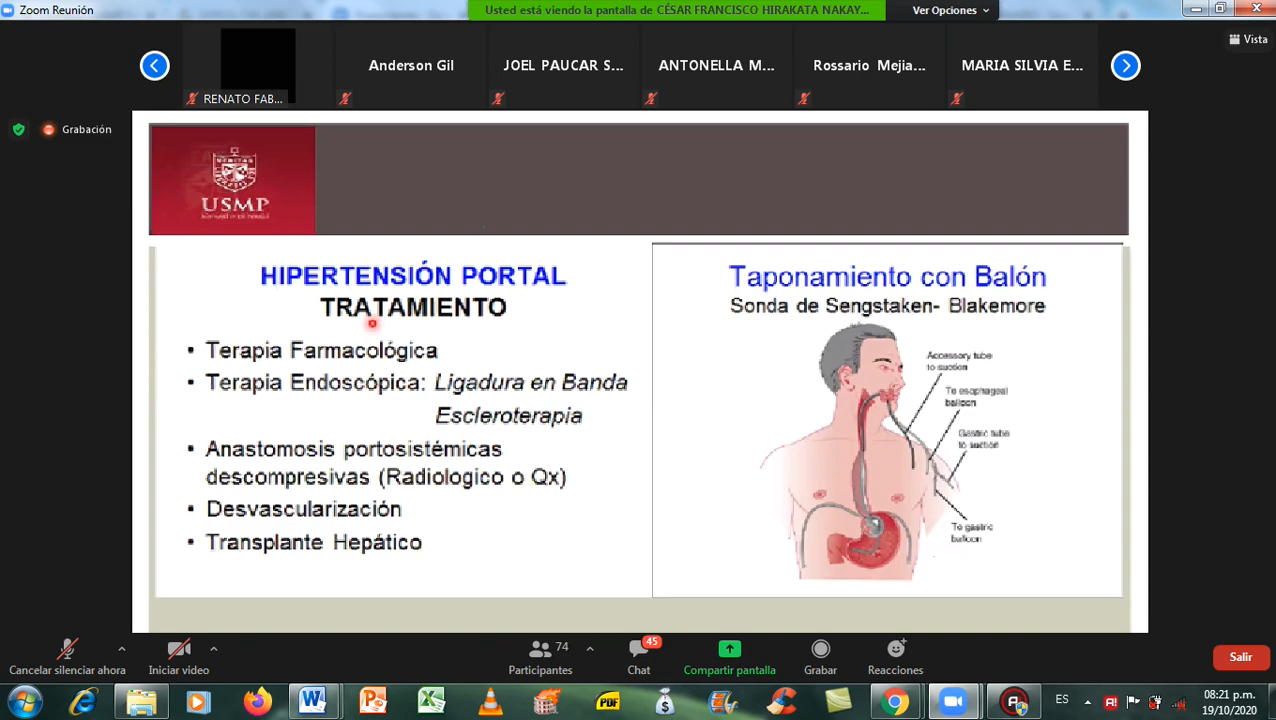 Zoom Reunión
Usted está viendo la pantalla de CÉSAR FRANCISCO HIRAKATA NAKAY...
Ver Opciones
Vista
RENATO FAB...
Anderson Gil
JOEL PAUCAR S...
ANTONELLA M...
Rossario Mejia...
MARIA SILVIA E...
Grabación
USMP
HIPERTENSIÓN PORTAL
TRATAMIENTO
• Terapia Farmacológica
• Terapia Endoscópica: Ligadura en Banda
Escleroterapia
• Anastomosis portosistémicas
descompresivas (Radiologico o Qx)
• Desvascularización
• Transplante Hepático
Taponamiento con Balón
Sonda de Sengstaken- Blakemore
Accessory tube
to suction
To esophageal
balloon
Gastric tube
to suction
To gastric
balloon
Cancelar silenciar ahora
Iniciar video
74
Participantes
45
Chat
Compartir pantalla
Grabar
Reacciones
Salir
PDF
ES
08:21 p.m.
19/10/2020